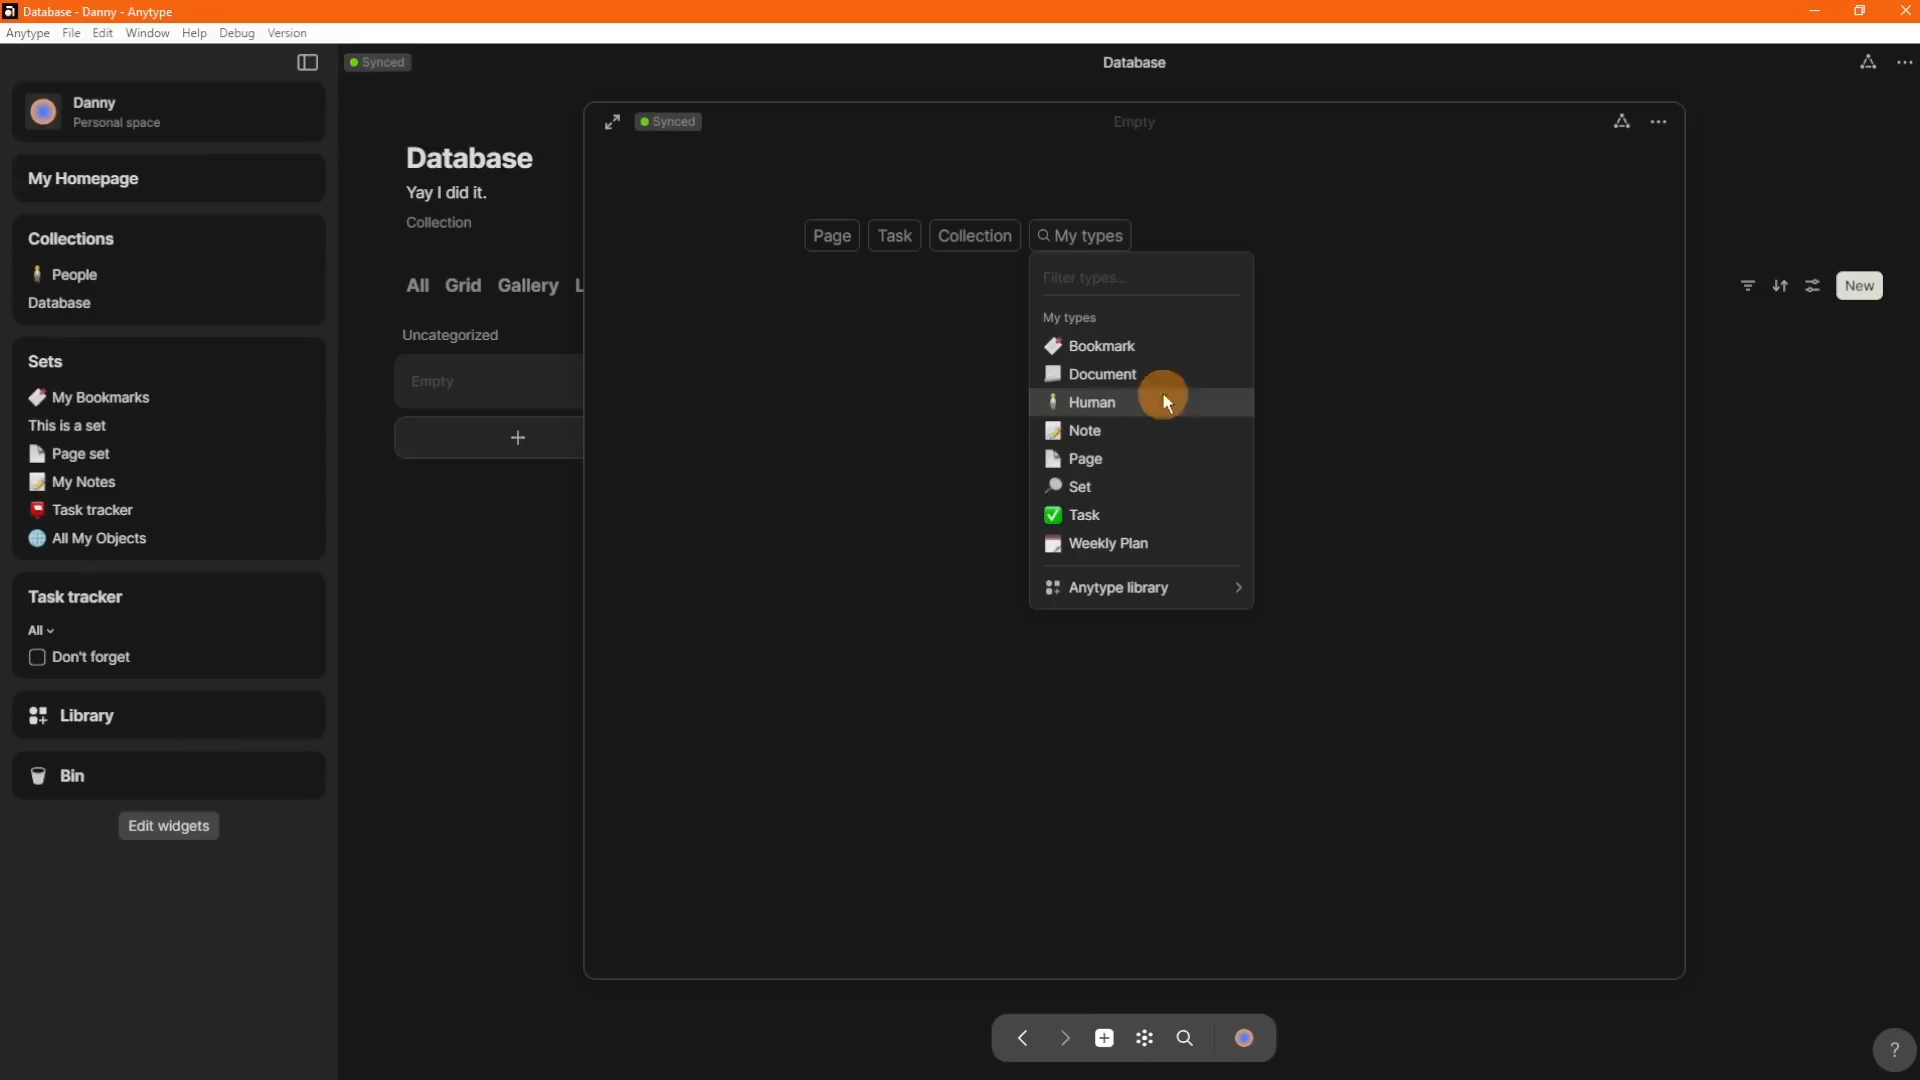 Database - Danny - Anytype
Anytype File Edit Window Help Debug Version
Synced
Database
Danny
Personal space
My Homepage
Collections
People
Database
Sets
My Bookmarks
This is a set
Page set
My Notes
Task tracker
All My Objects
Task tracker
All
Don't forget
Library
Bin
Edit widgets
Database
Yay I did it.
Collection
All Grid Gallery L
New
Uncategorized
Empty
+
Synced
Empty
Page Task Collection My types
Filter types...
My types
Bookmark
Document
Human
Note
Page
Set
Task
Weekly Plan
Anytype library
?